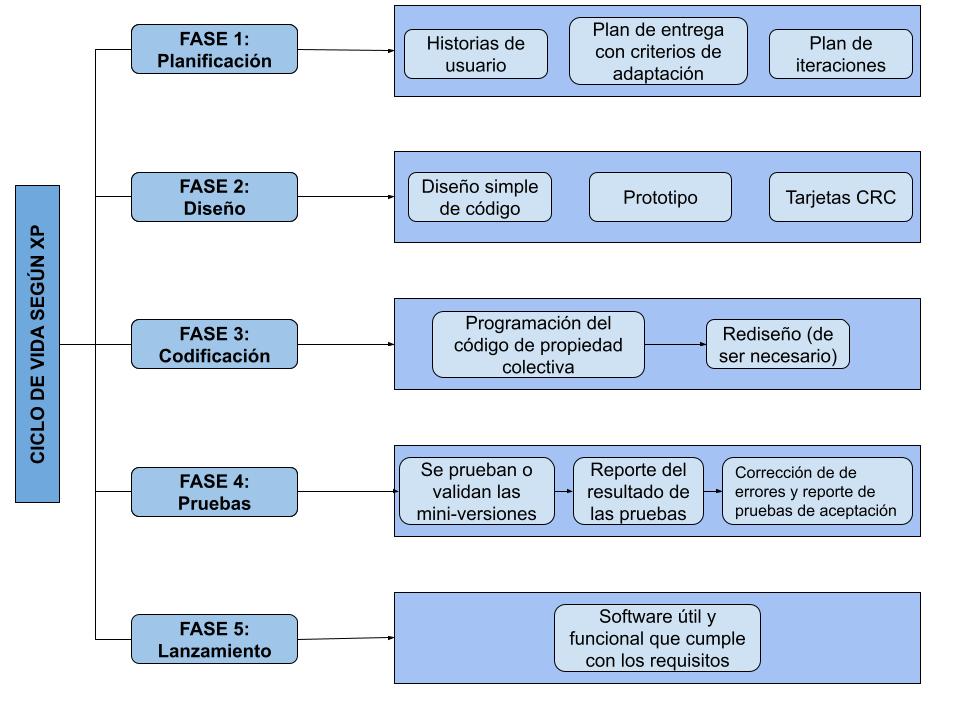 CICLO DE VIDA SEGÚN XP
FASE 1:
Planificación
Historias de
usuario
Plan de entrega
con criterios de
adaptación
Plan de
iteraciones
FASE 2:
Diseño
Diseño simple
de código
Prototipo
Tarjetas CRC
FASE 3:
Codificación
Programación del
código de propiedad
colectiva
Rediseño (de
ser necesario)
FASE 4:
Pruebas
Se prueban o
validan las
mini-versiones
Reporte del
resultado de
las pruebas
Corrección de de
errores y reporte de
pruebas de aceptación
FASE 5:
Lanzamiento
Software útil y
funcional que cumple
con los requisitos